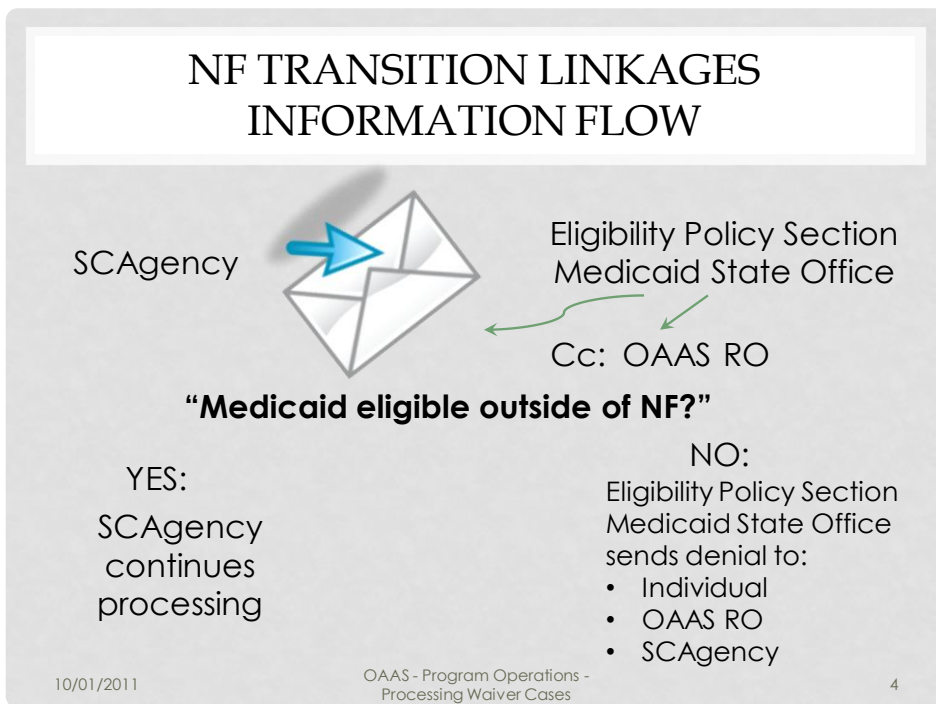 NF TRANSITION LINKAGES
INFORMATION FLOW
SCAgency
Eligibility Policy Section
Medicaid State Office
Cc: OAAS RO
“Medicaid eligible outside of NF?”
YES:
SCAgency
continues
processing
NO:
Eligibility Policy Section
Medicaid State Office
sends denial to:
• Individual
• OAAS RO
• SCAgency
10/01/2011
OAAS - Program Operations -
Processing Waiver Cases
4